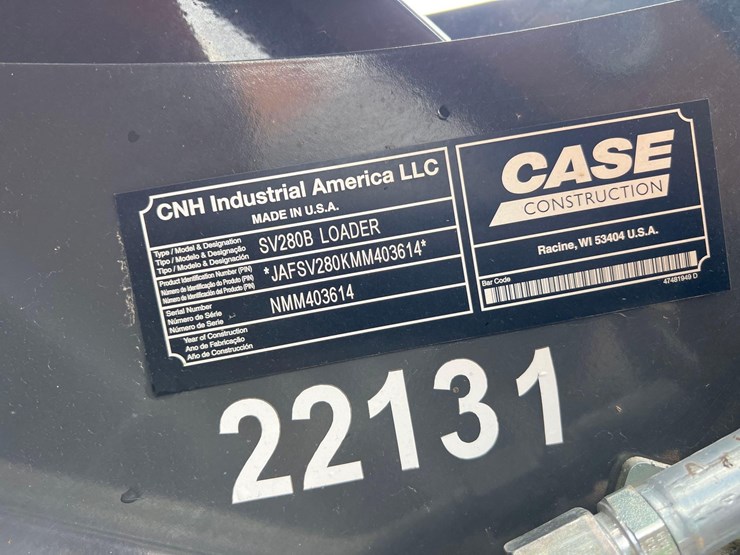 CNH Industrial America LLC
MADE IN U.S.A.
Type / Model & Designation
Tipo / Modelo & Designação
Tipo / Modelo & Designación
SV280B LOADER
Product Identification Number (PIN)
Número de Identificação do Produto (PIN)
Número de Identificación del Producto (PIN)
*JAFSV280KMM403614*
Serial Number
Número de Série
Número de Serie
NMM403614
Year of Construction
Ano de Fabricação
Año de Construcción
CASE
CONSTRUCTION
Racine, WI 53404 U.S.A.
Bar Code
47481949 D
22131